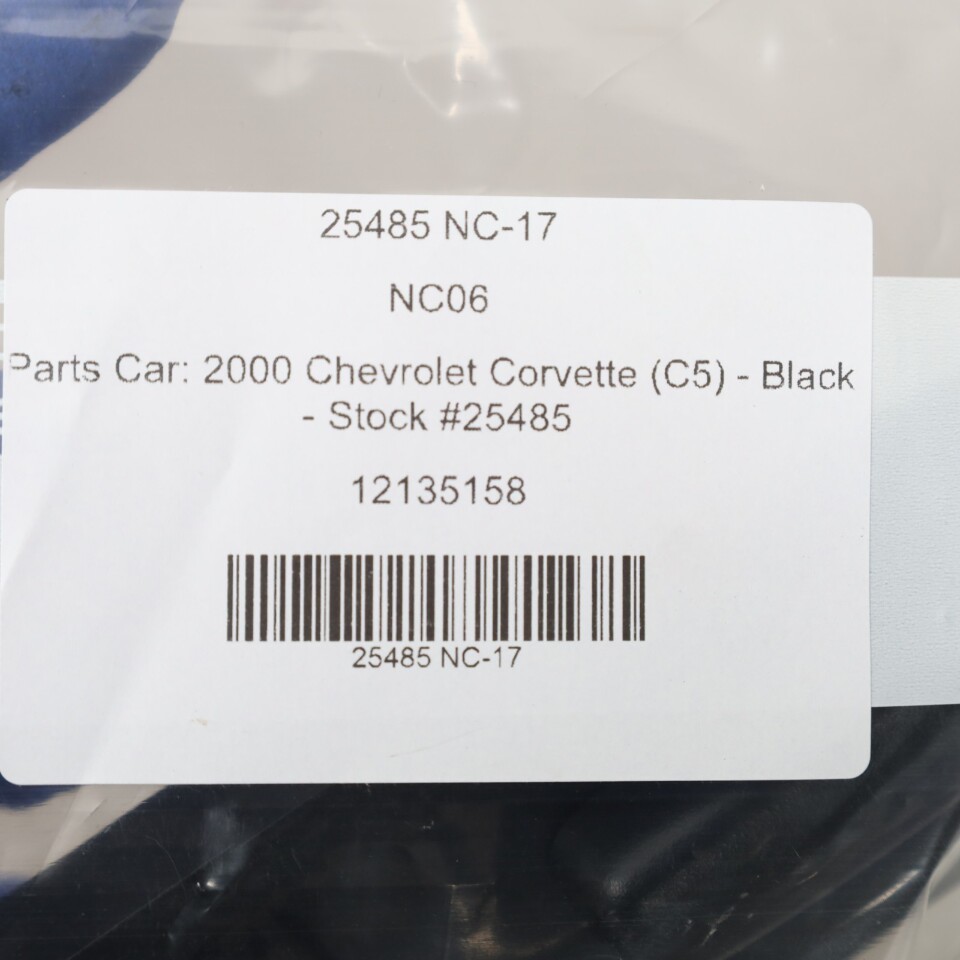 25485 NC-17
NC06
Parts Car: 2000 Chevrolet Corvette (C5) - Black
- Stock #25485
12135158
25485 NC-17